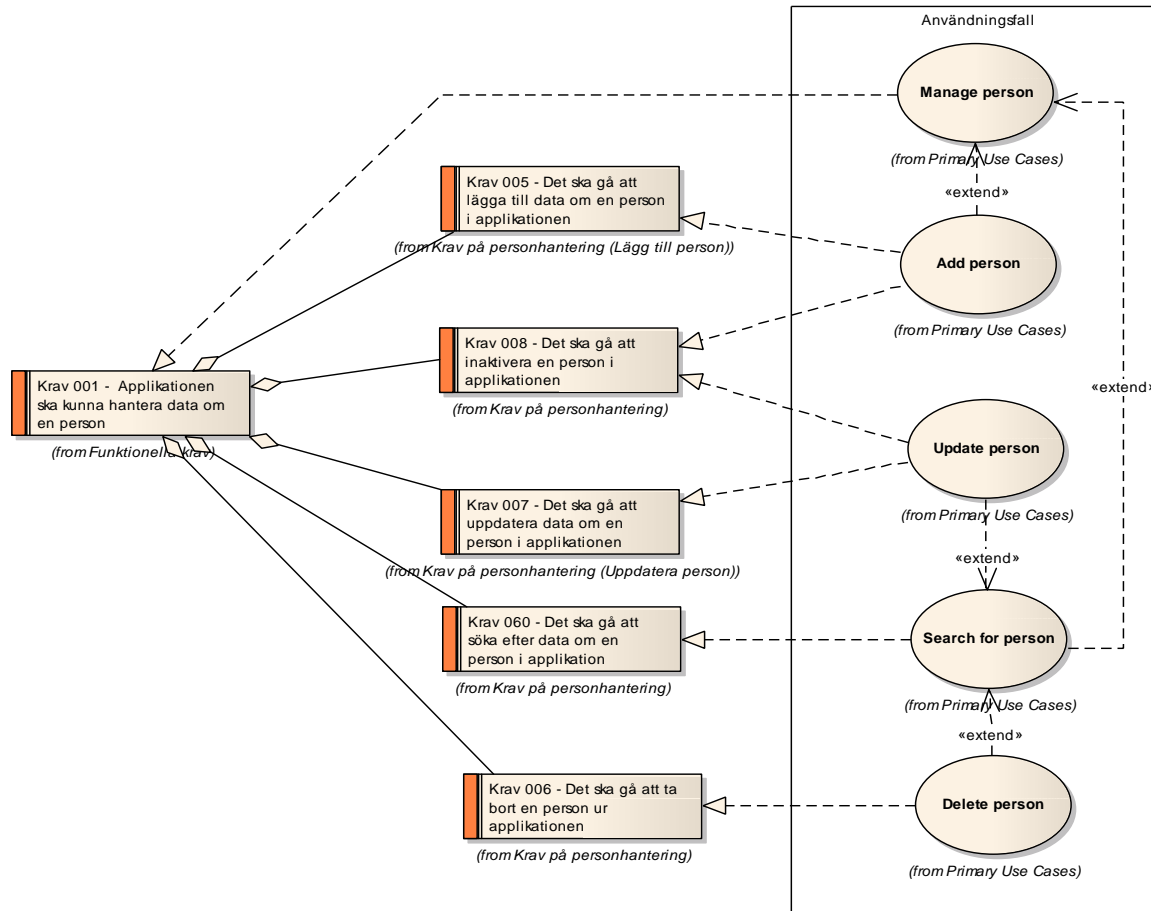 Användningsfall
Manage person
(from Primary Use Cases)
«extend»
Krav 005 - Det ska gå att
lägga till data om en person
i applikationen
(from Krav på personhantering (Lägg till person))
Add person
(from Primary Use Cases)
Krav 008 - Det ska gå att
inaktivera en person i
applikationen
(from Krav på personhantering)
Krav 001 - Applikationen
ska kunna hantera data om
en person
(from Funktionella krav)
«extend»
Update person
(from Primary Use Cases)
Krav 007 - Det ska gå att
uppdatera data om en
person i applikationen
(from Krav på personhantering (Uppdatera person))
«extend»
Krav 060 - Det ska gå att
söka efter data om en
person i applikation
(from Krav på personhantering)
Search for person
(from Primary Use Cases)
«extend»
Krav 006 - Det ska gå att ta
bort en person ur
applikationen
(from Krav på personhantering)
Delete person
(from Primary Use Cases)